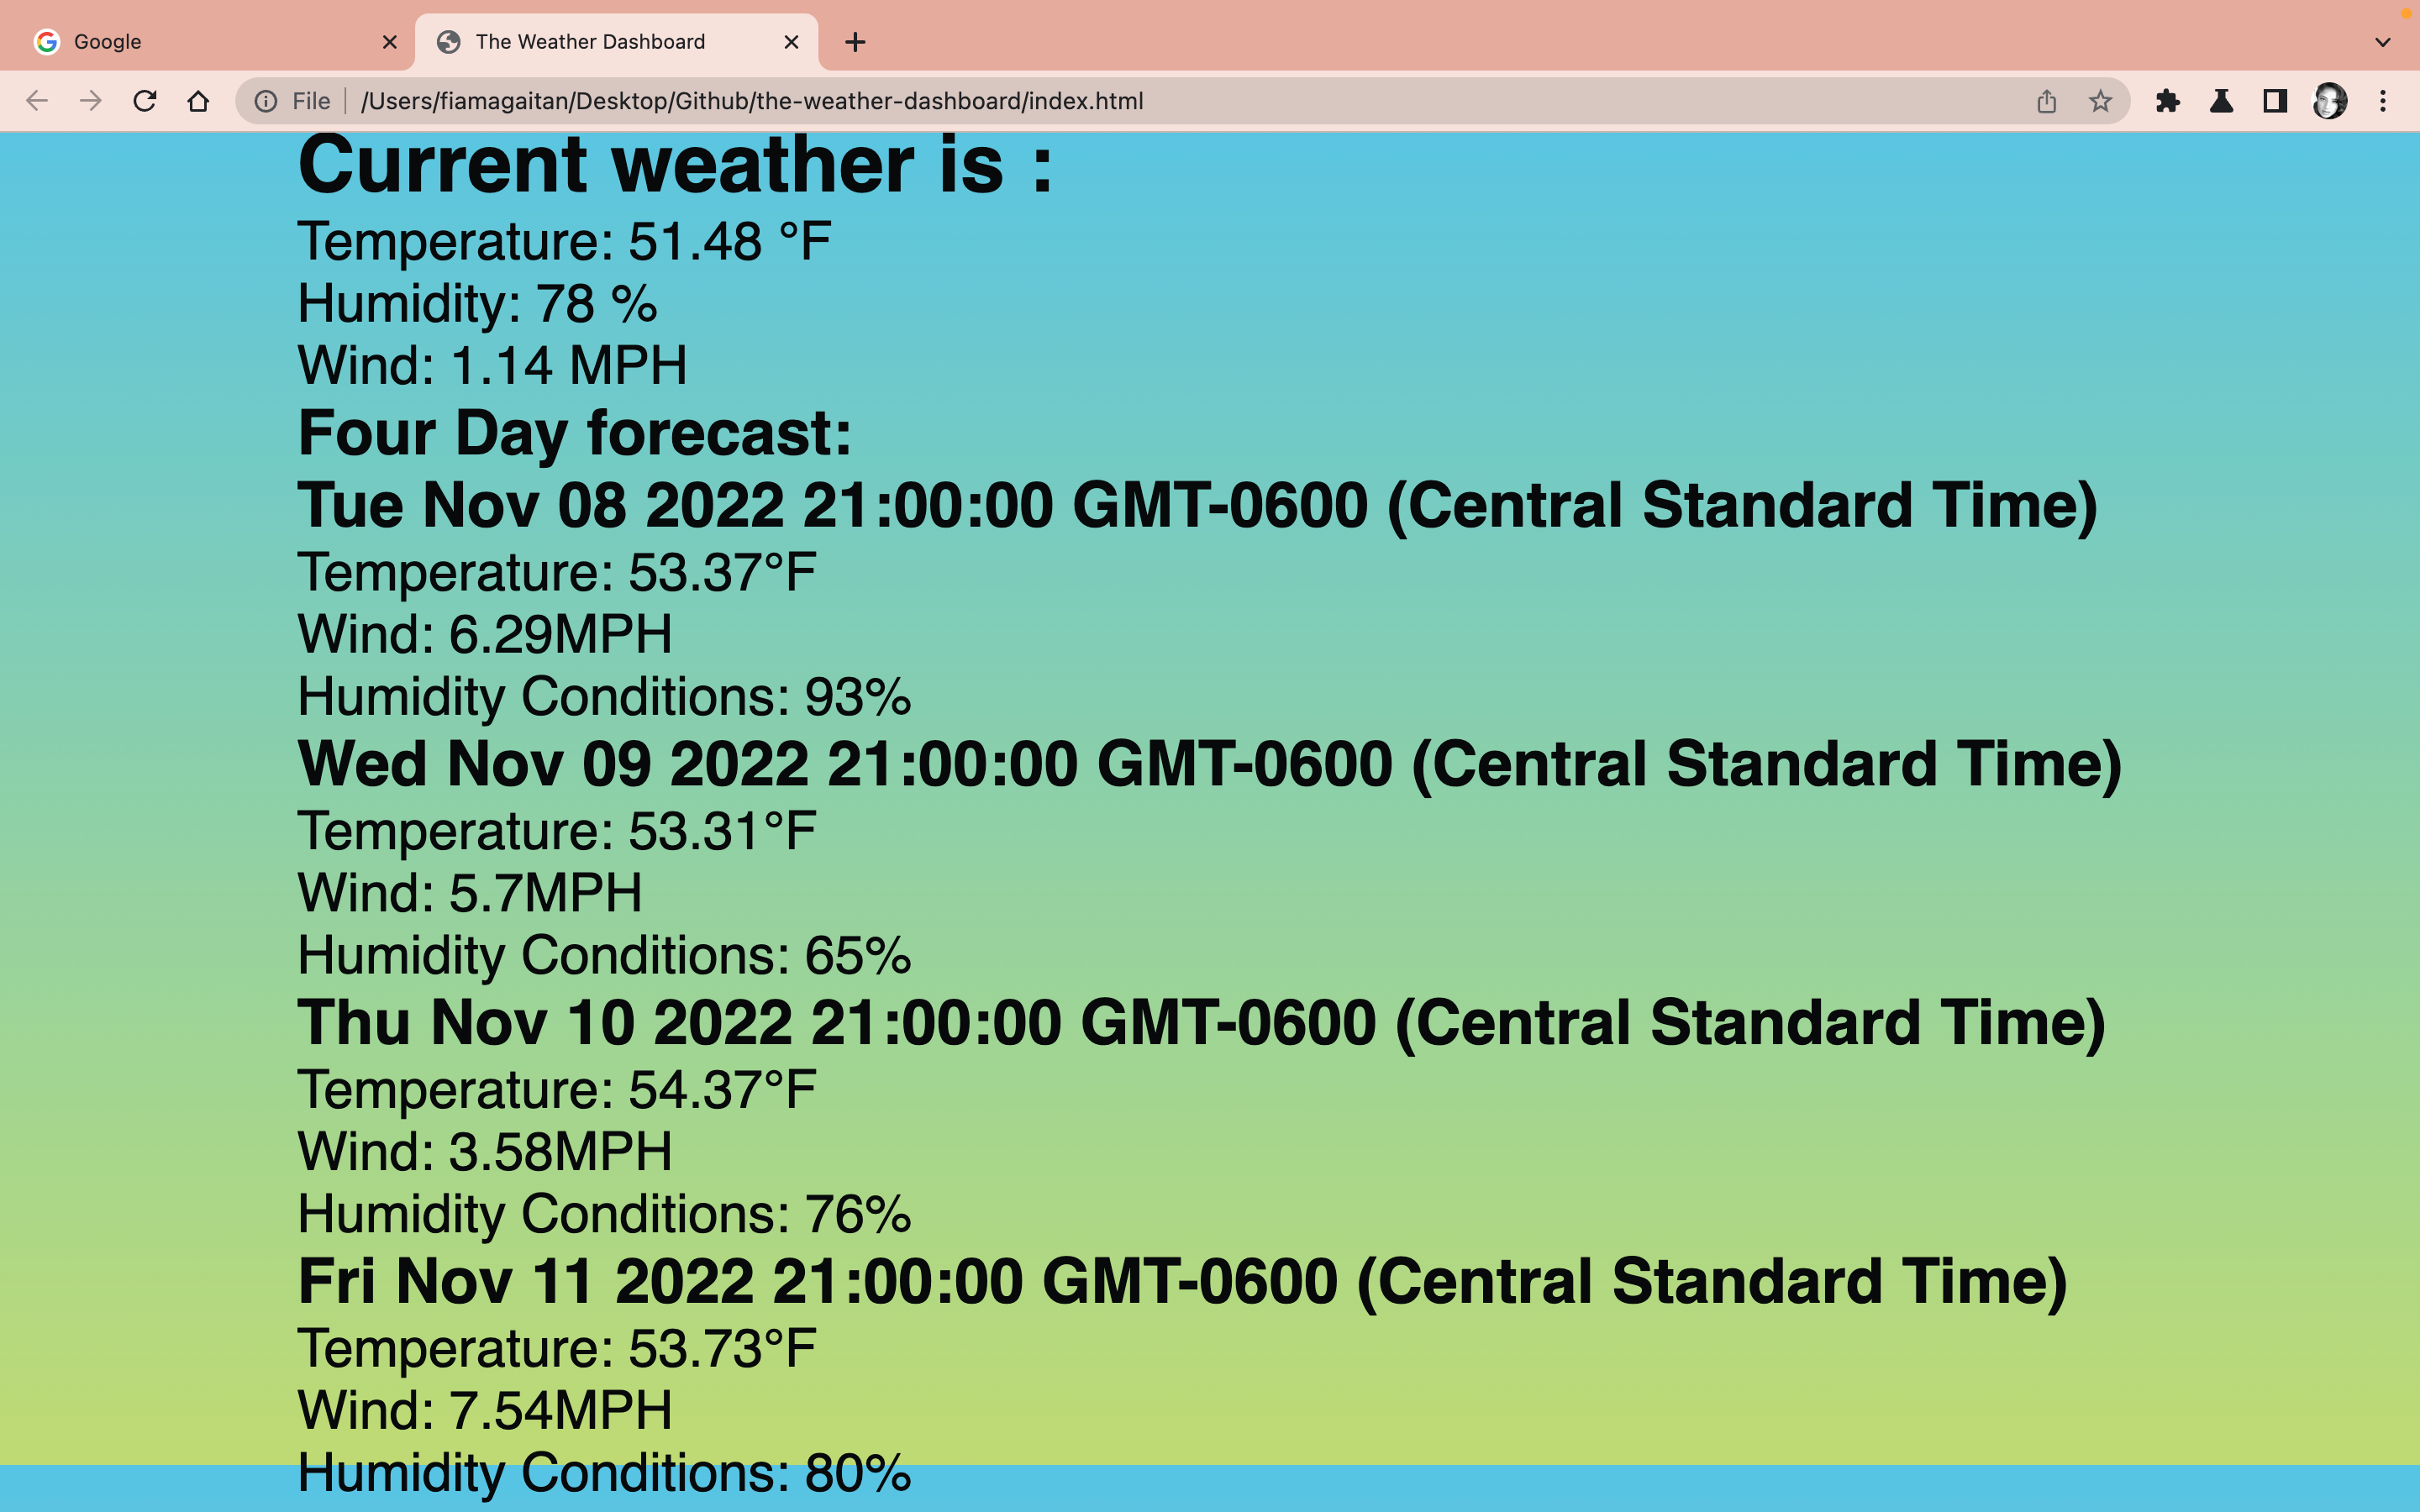 Google
The Weather Dashboard
File /Users/fiamagaitan/Desktop/Github/the-weather-dashboard/index.html
Current weather is :
Temperature: 51.48 °F
Humidity: 78 %
Wind: 1.14 MPH
Four Day forecast:
Tue Nov 08 2022 21:00:00 GMT-0600 (Central Standard Time)
Temperature: 53.37°F
Wind: 6.29MPH
Humidity Conditions: 93%
Wed Nov 09 2022 21:00:00 GMT-0600 (Central Standard Time)
Temperature: 53.31°F
Wind: 5.7MPH
Humidity Conditions: 65%
Thu Nov 10 2022 21:00:00 GMT-0600 (Central Standard Time)
Temperature: 54.37°F
Wind: 3.58MPH
Humidity Conditions: 76%
Fri Nov 11 2022 21:00:00 GMT-0600 (Central Standard Time)
Temperature: 53.73°F
Wind: 7.54MPH
Humidity Conditions: 80%